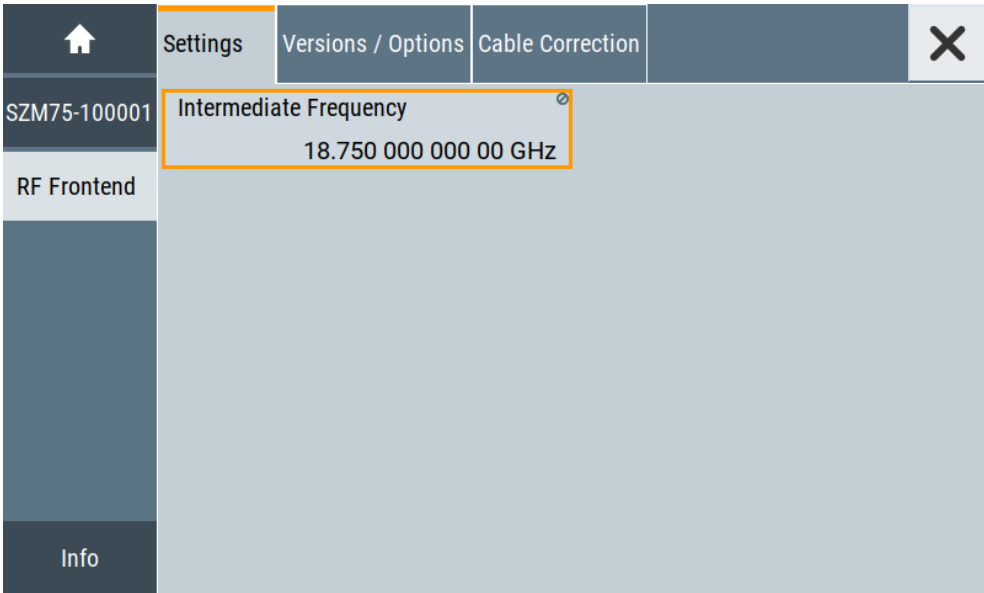 Settings
Versions / Options
Cable Correction
SZM75-100001
Intermediate Frequency
18.750 000 000 00 GHz
RF Frontend
Info